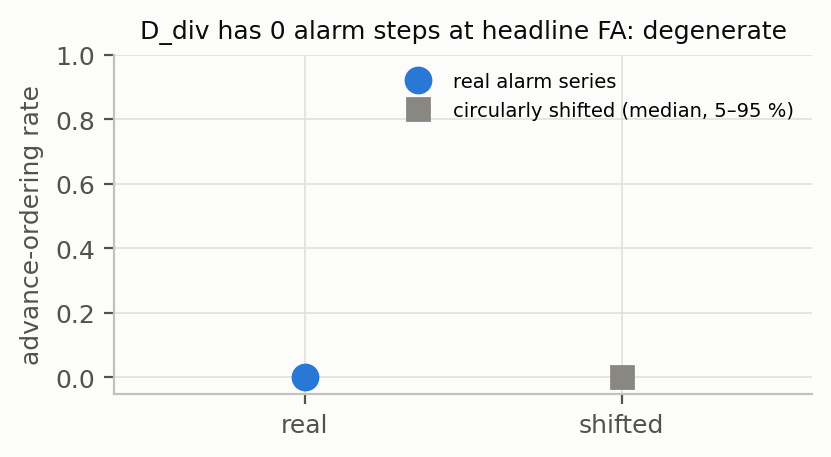 D_div has 0 alarm steps at headline FA: degenerate
real alarm series
circularly shifted (median, 5–95 %)
advance-ordering rate
1.0
0.8
0.6
0.4
0.2
0.0
real
shifted